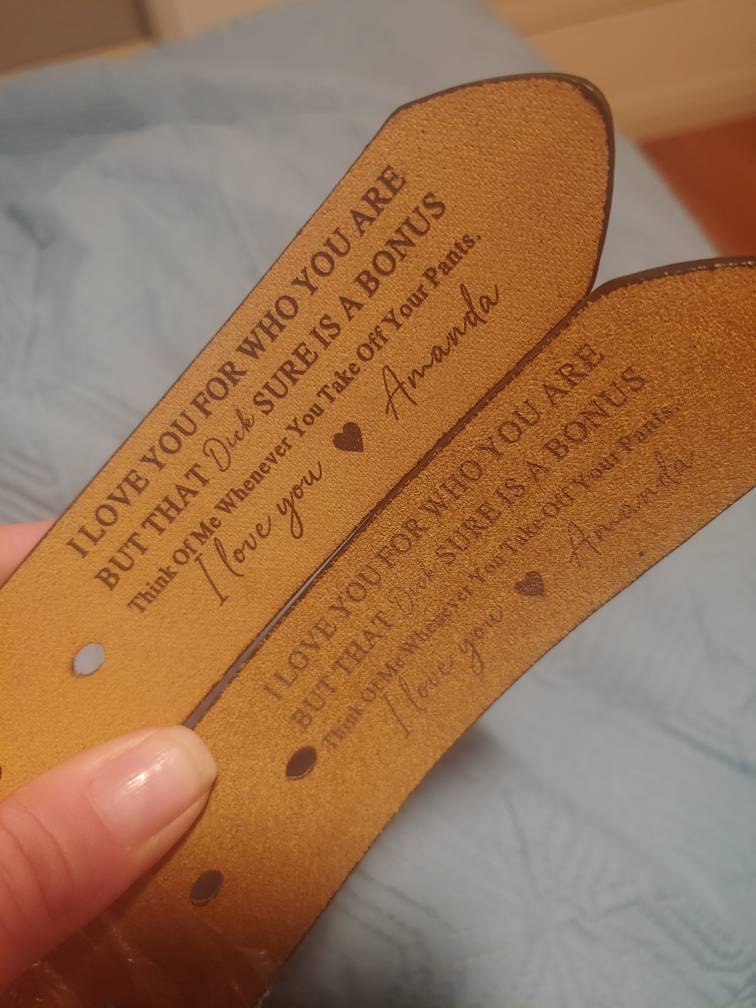 I LOVE YOU FOR WHO YOU ARE
BUT THAT Dick SURE IS A BONUS
Think Of Me Whenever You Take Off Your Pants.
I love you ♥ Amanda
I LOVE YOU FOR WHO YOU ARE
BUT THAT Dick SURE IS A BONUS
Think Of Me Whenever You Take Off Your Pants.
I love you ♥ Amanda